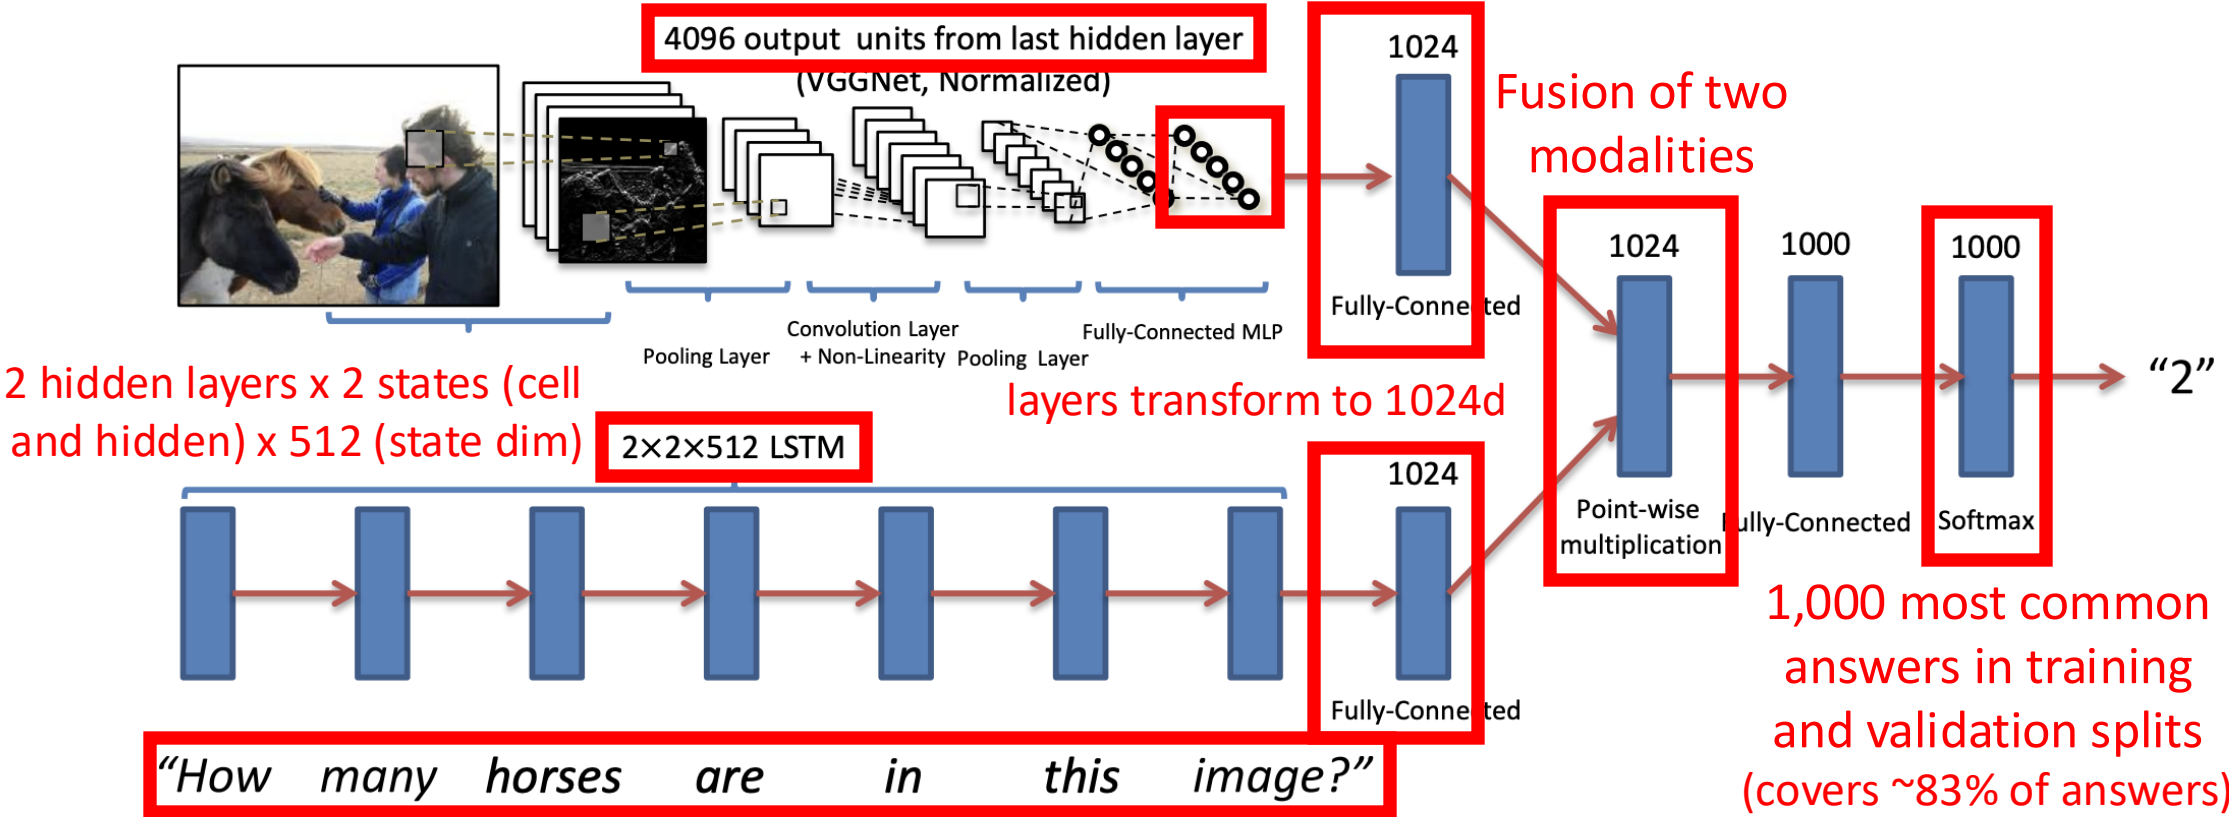 4096 output units from last hidden layer
(VGGNet, Normalized)
1024
Fusion of two
modalities
1024
1000
1000
Fully-Connected
Convolution Layer
+ Non-Linearity
Pooling Layer
Pooling Layer
Fully-Connected MLP
2 hidden layers x 2 states (cell
and hidden) x 512 (state dim)
layers transform to 1024d
"2"
2×2×512 LSTM
1024
Point-wise
multiplication
Fully-Connected
Softmax
1,000 most common
answers in training
and validation splits
(covers ~83% of answers)
Fully-Connected
“How many horses are in this image?”